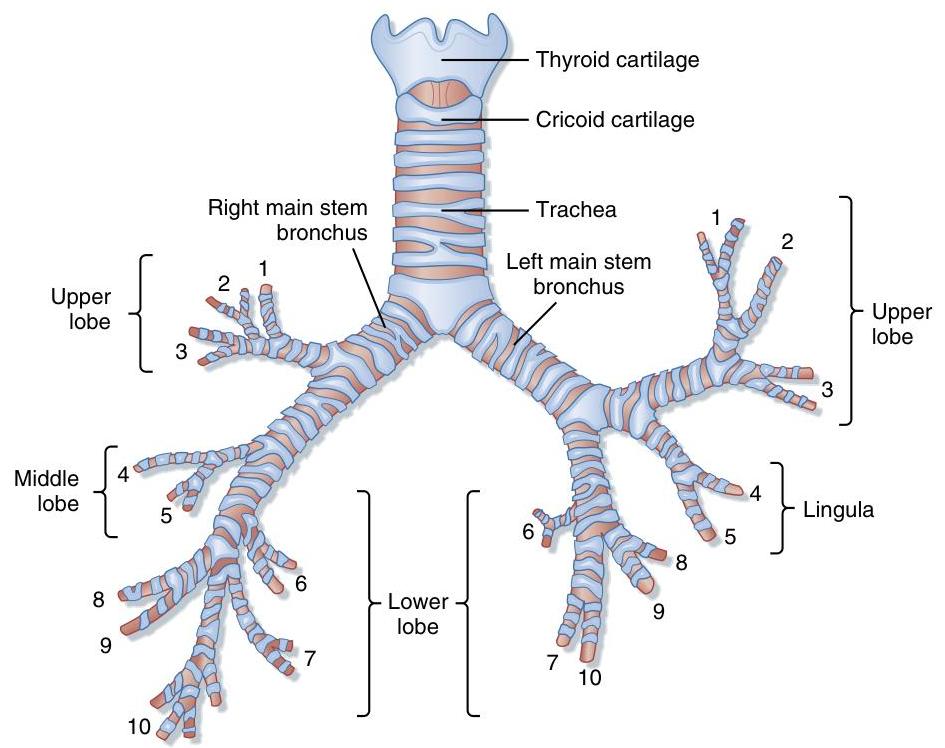 Thyroid cartilage
Cricoid cartilage
Right main stem
bronchus
Trachea
Left main stem
bronchus
Upper
lobe
1
2
3
1
2
3
Upper
lobe
Middle
lobe
4
5
4
5
Lingula
6
7
8
9
10
Lower
lobe
6
7
8
9
10